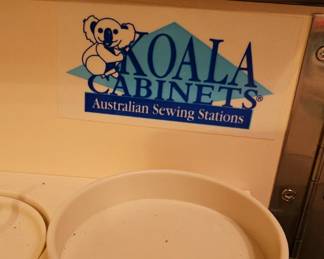 KOALA
CABINETS®
Australian Sewing Stations